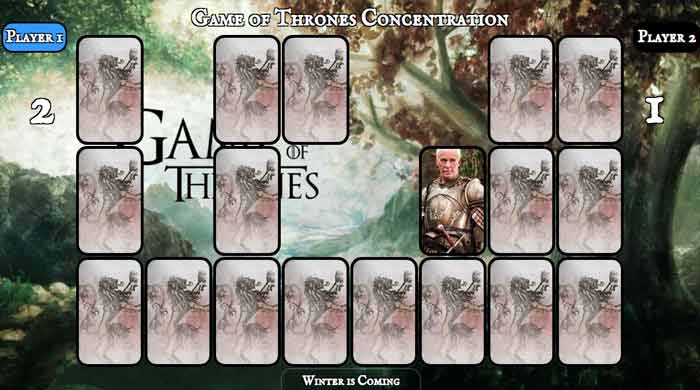 Game of Thrones Concentration
Player 1
Player 2
2
1
Game
of
Thrones
Winter is Coming